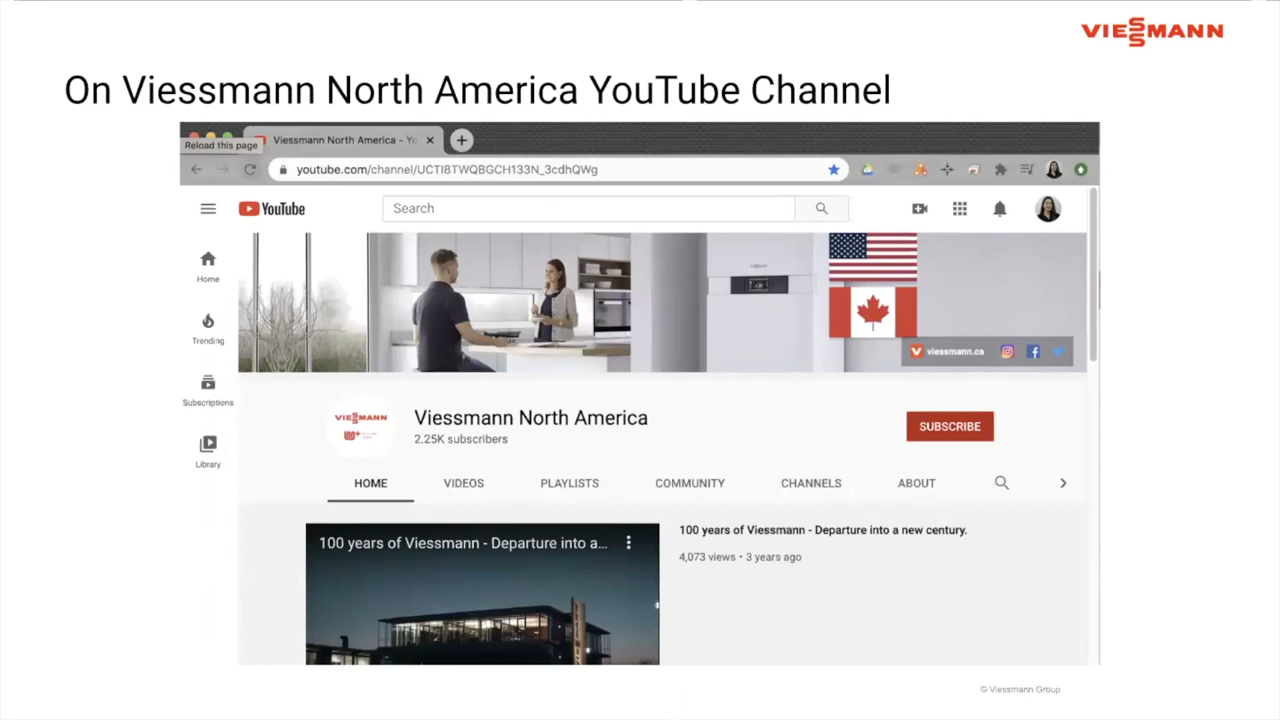 VIESSMANN
On Viessmann North America YouTube Channel
Viessmann North America - Yo
Reload this page
youtube.com/channel/UCTI8TWQBGCH133N_3cdhQWg
YouTube
Search
Home
Trending
Subscriptions
Library
viessmann.ca
VIESSMANN
Viessmann North America
2.25K subscribers
SUBSCRIBE
HOME
VIDEOS
PLAYLISTS
COMMUNITY
CHANNELS
ABOUT
100 years of Viessmann - Departure into a...
100 years of Viessmann - Departure into a new century.
4,073 views • 3 years ago
© Viessmann Group